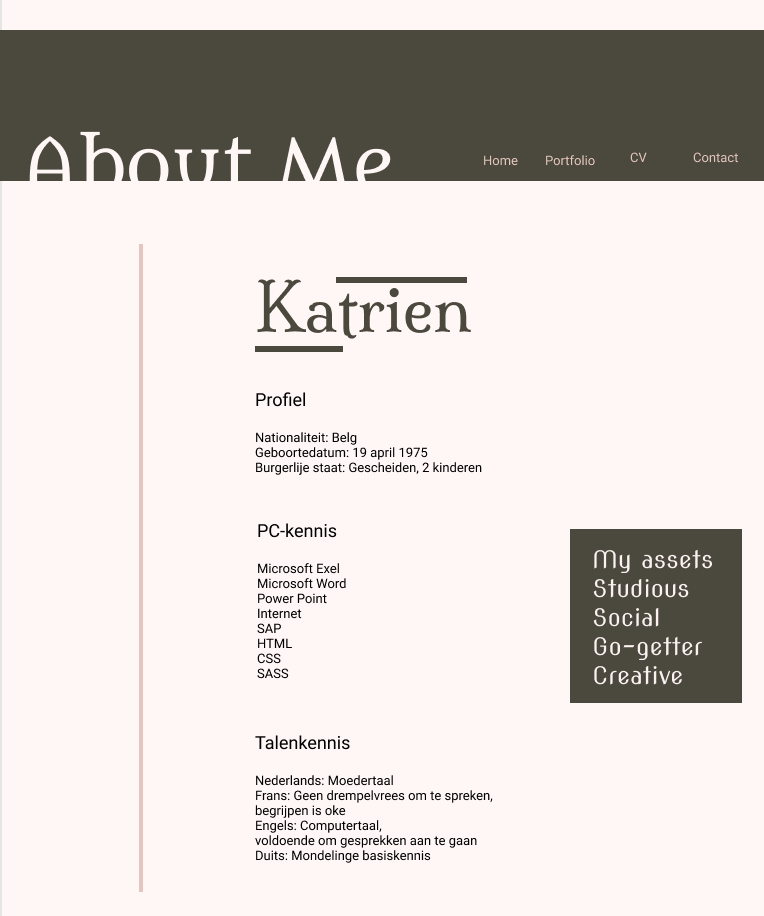 About Me
Home Portfolio CV Contact
Katrien
Profiel
Nationaliteit: Belg
Geboortedatum: 19 april 1975
Burgerlije staat: Gescheiden, 2 kinderen
PC-kennis
Microsoft Exel
Microsoft Word
Power Point
Internet
SAP
HTML
CSS
SASS
My assets
Studious
Social
Go-getter
Creative
Talenkennis
Nederlands: Moedertaal
Frans: Geen drempelvrees om te spreken,
begrijpen is oke
Engels: Computertaal,
voldoende om gesprekken aan te gaan
Duits: Mondelinge basiskennis